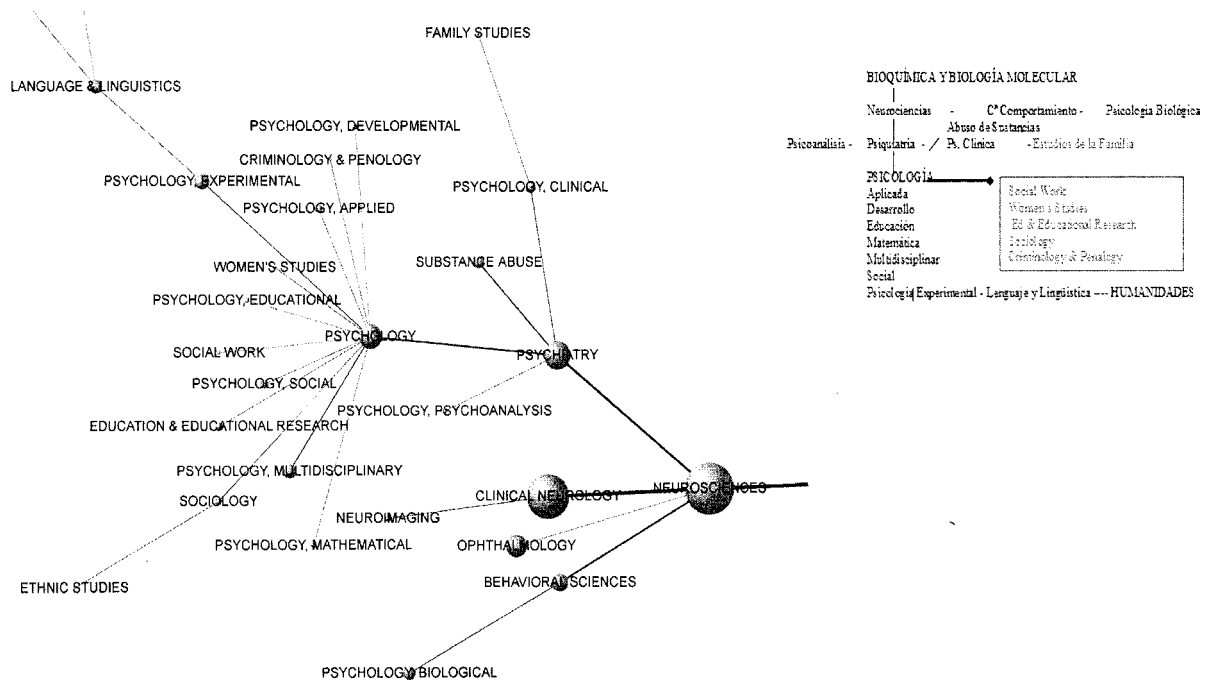 FAMILY STUDIES
LANGUAGE & LINGUISTICS
PSYCHOLOGY, DEVELOPMENTAL
CRIMINOLOGY & PENOLOGY
PSYCHOLOGY, EXPERIMENTAL
PSYCHOLOGY, CLINICAL
PSYCHOLOGY, APPLIED
SUBSTANCE ABUSE
WOMEN'S STUDIES
PSYCHOLOGY, EDUCATIONAL
PSYCHOLOGY
SOCIAL WORK
PSYCHIATRY
PSYCHOLOGY, SOCIAL
PSYCHOLOGY, PSYCHOANALYSIS
EDUCATION & EDUCATIONAL RESEARCH
PSYCHOLOGY, MULTIDISCIPLINARY
SOCIOLOGY
CLINICAL NEUROLOGY
NEUROSCIENCES
NEUROIMAGING
PSYCHOLOGY, MATHEMATICAL
OPHTHALMOLOGY
ETHNIC STUDIES
BEHAVIORAL SCIENCES
PSYCHOLOGY, BIOLOGICAL
BIOQUÍMICA Y BIOLOGÍA MOLECULAR
Neurociencias - Cª Comportamiento - Psicología Biológica
Abuso de Sustancias
Psicoanálisis - Psiquiatría - / Ps. Clínica - Estudios de la Familia
PSICOLOGÍA
Aplicada
Desarrollo
Educación
Matemática
Multidisciplinar
Social
Psicología Experimental - Lenguaje y Lingüística --- HUMANIDADES
Social Work
Women's Studies
Ed & Educational Research
Sociology
Criminology & Penalogy